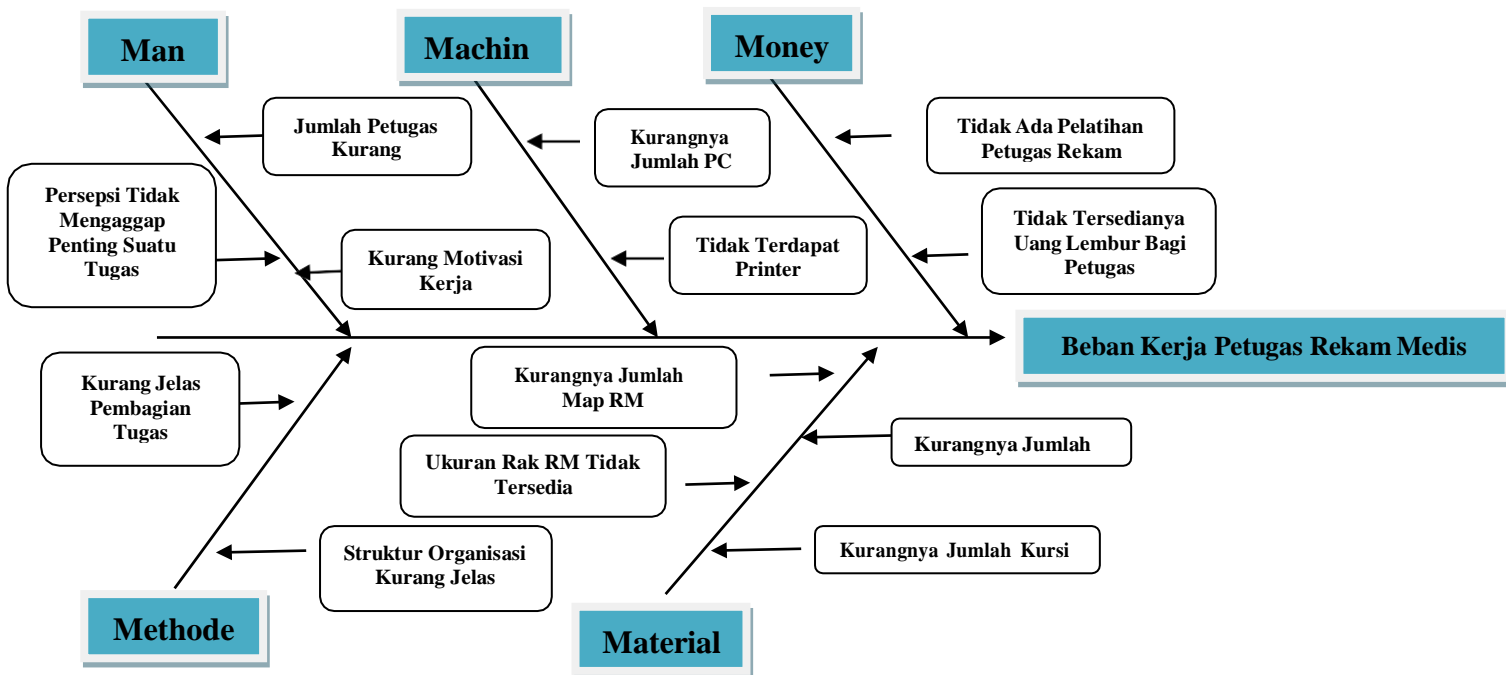 Man
Machin
Money
Jumlah Petugas
Kurang
Kurangnya
Jumlah PC
Tidak Ada Pelatihan
Petugas Rekam
Persepsi Tidak
Mengaggap
Penting Suatu
Tugas
Kurang Motivasi
Kerja
Tidak Terdapat
Printer
Tidak Tersedianya
Uang Lembur Bagi
Petugas
Beban Kerja Petugas Rekam Medis
Kurang Jelas
Pembagian
Tugas
Kurangnya Jumlah
Map RM
Kurangnya Jumlah
Ukuran Rak RM Tidak
Tersedia
Struktur Organisasi
Kurang Jelas
Kurangnya Jumlah Kursi
Methode
Material